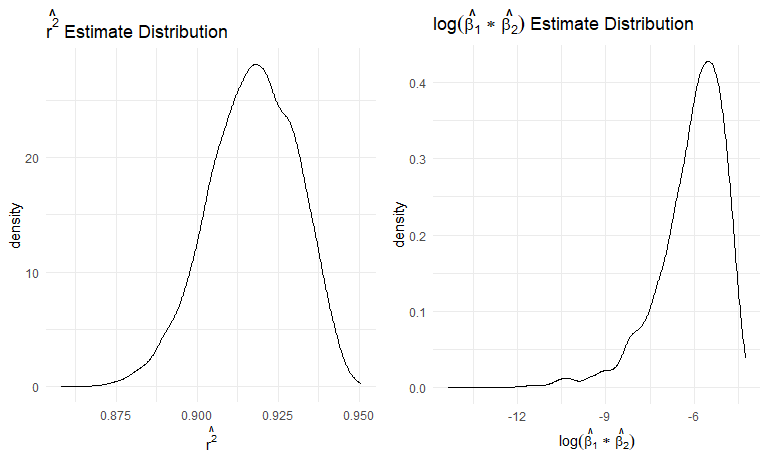 r̂² Estimate Distribution
density
20
10
0
0.875 0.900 0.925 0.950
r̂²
log(β̂₁ * β̂₂) Estimate Distribution
density
0.4
0.3
0.2
0.1
0.0
-12 -9 -6
log(β̂₁ * β̂₂)